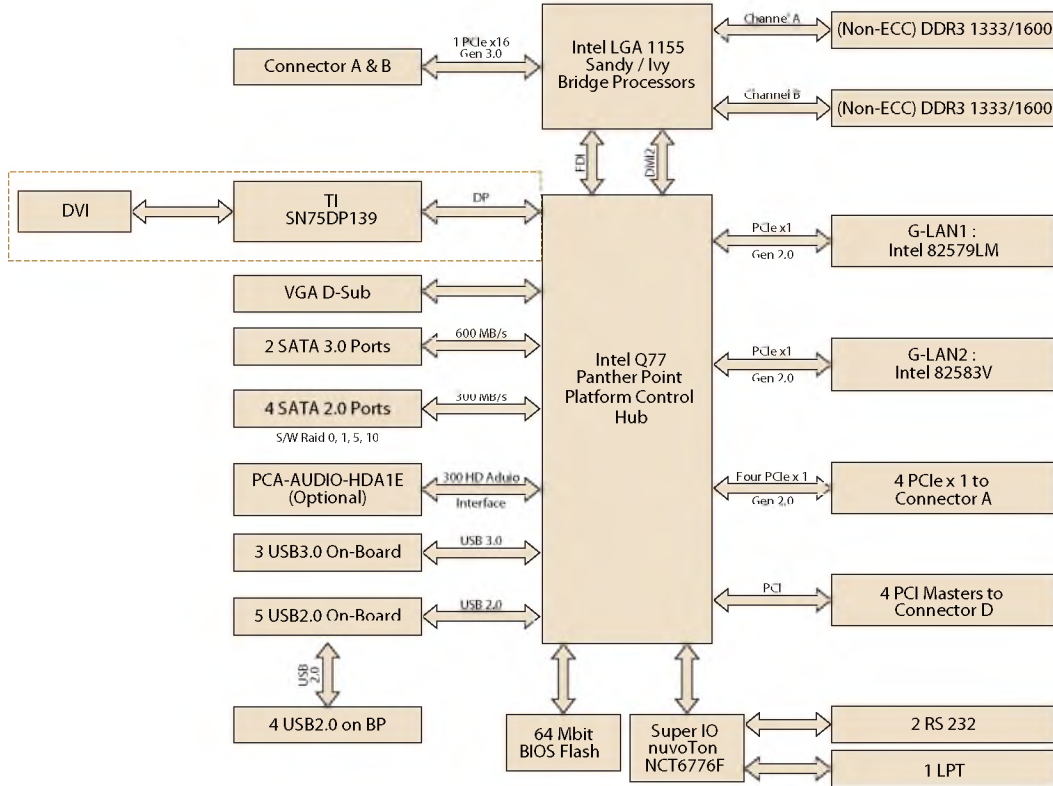 Connector A & B
1 PCIe x16
Gen 3.0
Intel LGA 1155
Sandy / Ivy
Bridge Processors
Channel A
(Non-ECC) DDR3 1333/1600
Channel B
(Non-ECC) DDR3 1333/1600
FDI
DMI2
DVI
TI
SN75DP139
DP
VGA D-Sub
2 SATA 3.0 Ports
600 MB/s
4 SATA 2.0 Ports
300 MB/s
S/W Raid 0, 1, 5, 10
PCA-AUDIO-HDA1E
(Optional)
300 HD Aduio
Interface
3 USB3.0 On-Board
USB 3.0
5 USB2.0 On-Board
USB 2.0
USB
2.0
4 USB2.0 on BP
Intel Q77
Panther Point
Platform Control
Hub
PCIe x1
Gen 2.0
G-LAN1 :
Intel 82579LM
PCIe x1
Gen 2.0
G-LAN2 :
Intel 82583V
Four PCIe x 1
Gen 2.0
4 PCIe x 1 to
Connector A
PCI
4 PCI Masters to
Connector D
64 Mbit
BIOS Flash
Super IO
nuvoTon
NCT6776F
2 RS 232
1 LPT